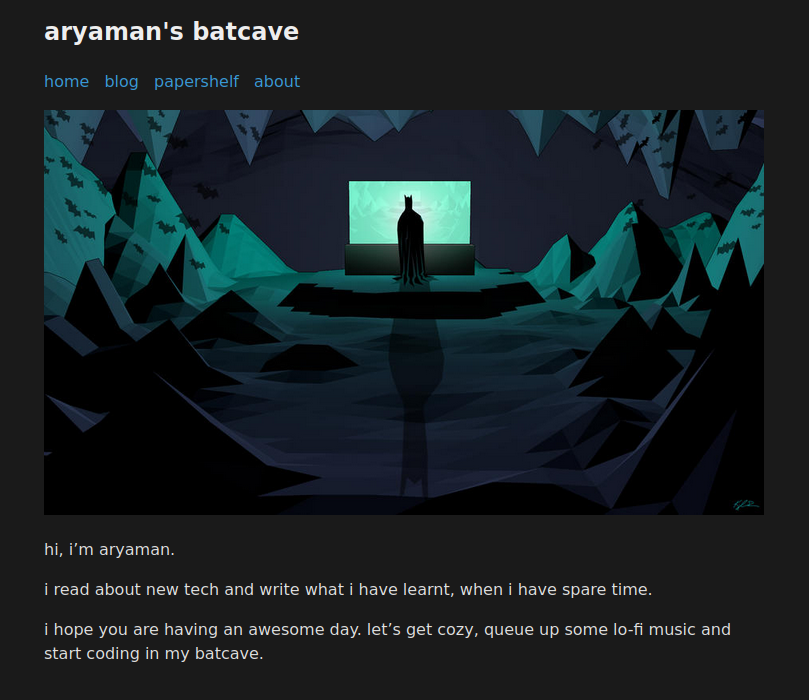 aryaman's batcave
home blog papershelf about
hi, i’m aryaman.
i read about new tech and write what i have learnt, when i have spare time.
i hope you are having an awesome day. let’s get cozy, queue up some lo-fi music and
start coding in my batcave.